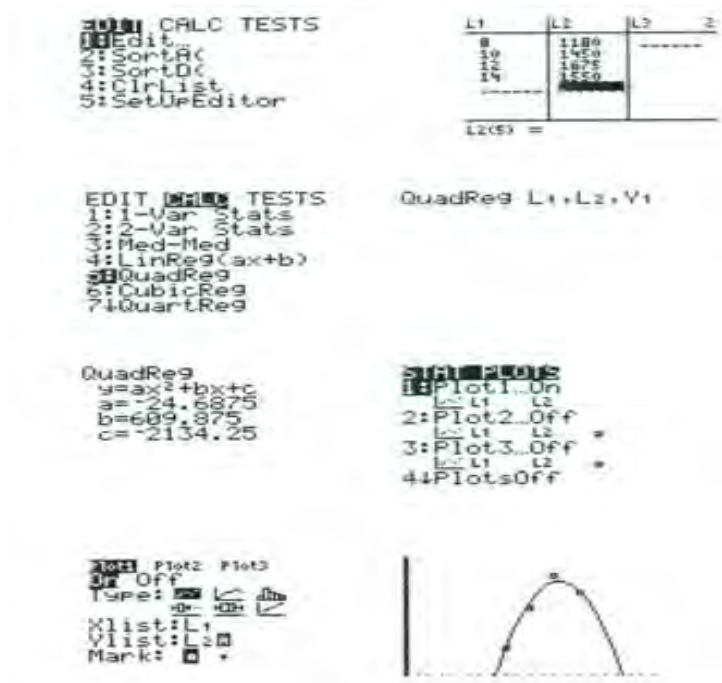 EDIT CALC TESTS
1:Edit…
2:SortA(
3:SortD(
4:ClrList
5:SetUpEditor
L1 L2 L3 2
8 1180
10 1450
12 1675
14 1550
L2(5) =
EDIT CALC TESTS
1:1-Var Stats
2:2-Var Stats
3:Med-Med
4:LinReg(ax+b)
5:QuadReg
6:CubicReg
7↓QuartReg
QuadReg L₁,L₂,Y₁
QuadReg
y=ax²+bx+c
a=-24.6875
b=609.875
c=-2134.25
STAT PLOTS
1:Plot1…On
L1 L2
2:Plot2…Off
L1 L2
3:Plot3…Off
L1 L2
4↓PlotsOff
Plot1 Plot2 Plot3
On Off
Type:
Xlist:L₁
Ylist:L₂
Mark: